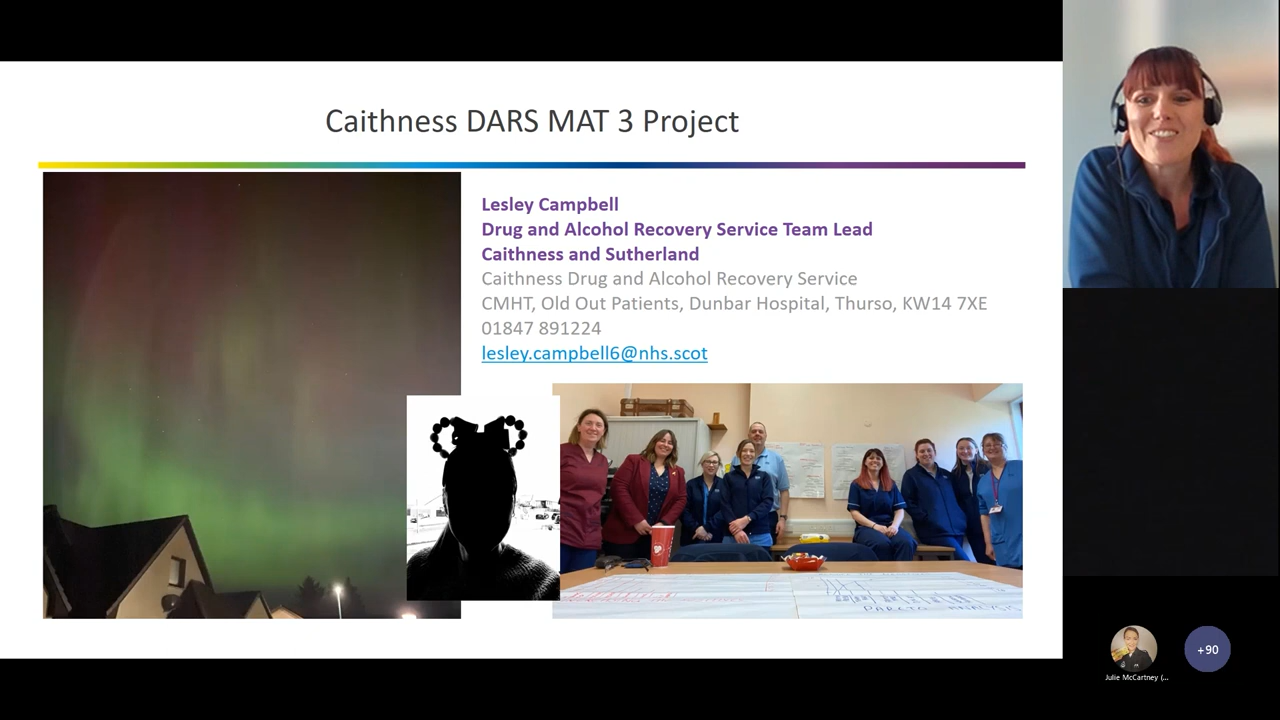 Caithness DARS MAT 3 Project
Lesley Campbell
Drug and Alcohol Recovery Service Team Lead
Caithness and Sutherland
Caithness Drug and Alcohol Recovery Service
CMHT, Old Out Patients, Dunbar Hospital, Thurso, KW14 7XE
01847 891224
lesley.campbell6@nhs.scot
PARETO ANALYSIS
+90
Julie McCartney (...